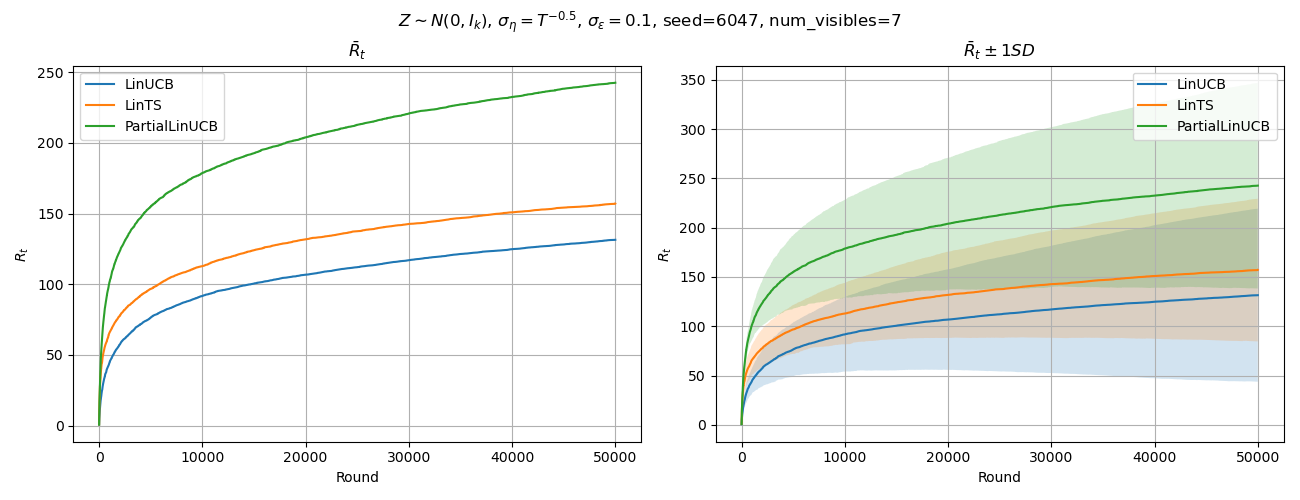 Z ∼ N(0, I_k), σ_η = T^{−0.5}, σ_ε = 0.1, seed=6047, num_visibles=7
R̄_t
250
200
150
100
50
0
R_t
LinUCB
LinTS
PartialLinUCB
0 10000 20000 30000 40000 50000
Round
R̄_t ± 1SD
350
300
250
200
150
100
50
0
R_t
LinUCB
LinTS
PartialLinUCB
0 10000 20000 30000 40000 50000
Round